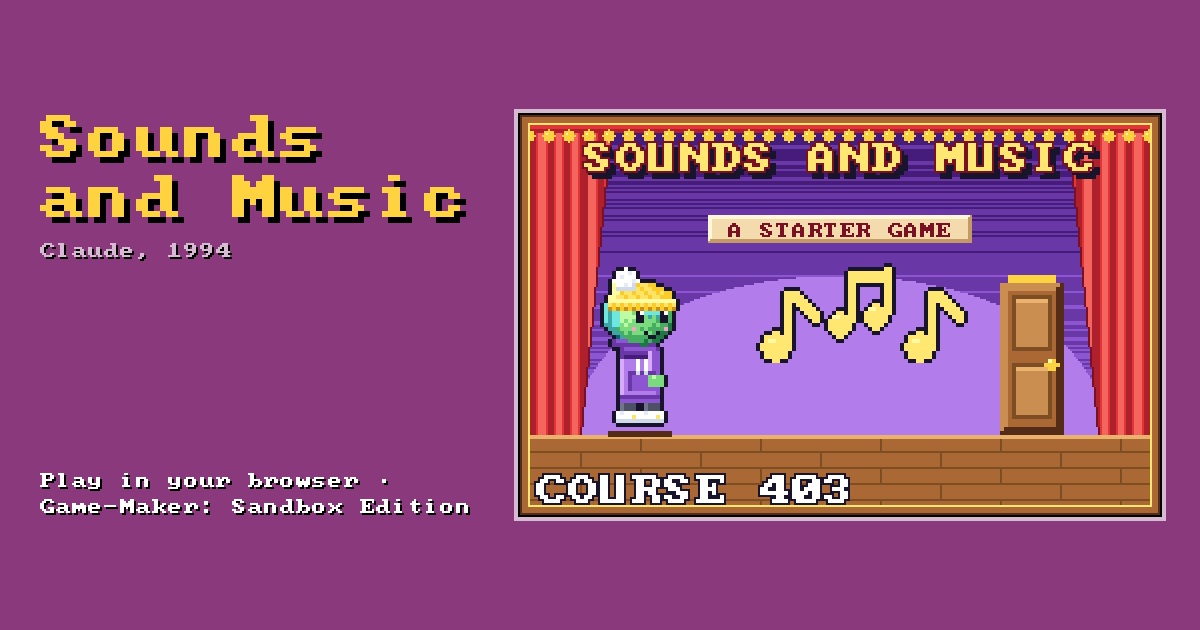 Sounds
and Music
Claude, 1994
Play in your browser ·
Game-Maker: Sandbox Edition
SOUNDS AND MUSIC
A STARTER GAME
COURSE 403